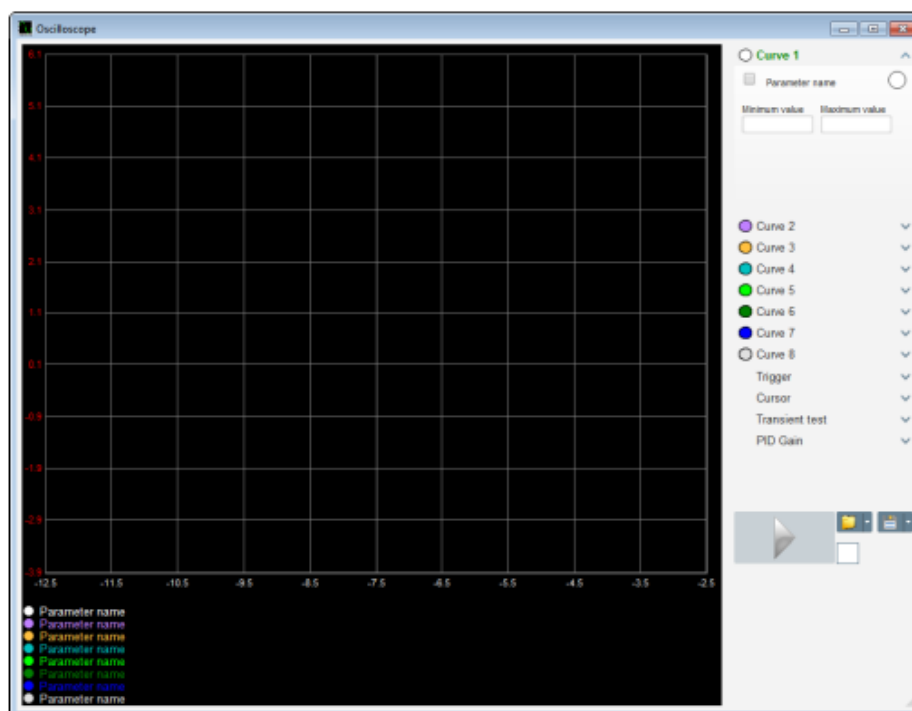 Oscilloscope
6.1
5.1
4.1
3.1
2.1
1.1
0.1
-0.9
-1.9
-2.9
-3.9
-12.5 -11.5 -10.5 -9.5 -8.5 -7.5 -6.5 -5.5 -4.5 -3.5 -2.5
Parameter name
Parameter name
Parameter name
Parameter name
Parameter name
Parameter name
Parameter name
Parameter name
Curve 1
Parameter name
Minimum value Maximum value
Curve 2
Curve 3
Curve 4
Curve 5
Curve 6
Curve 7
Curve 8
Trigger
Cursor
Transient test
PID Gain